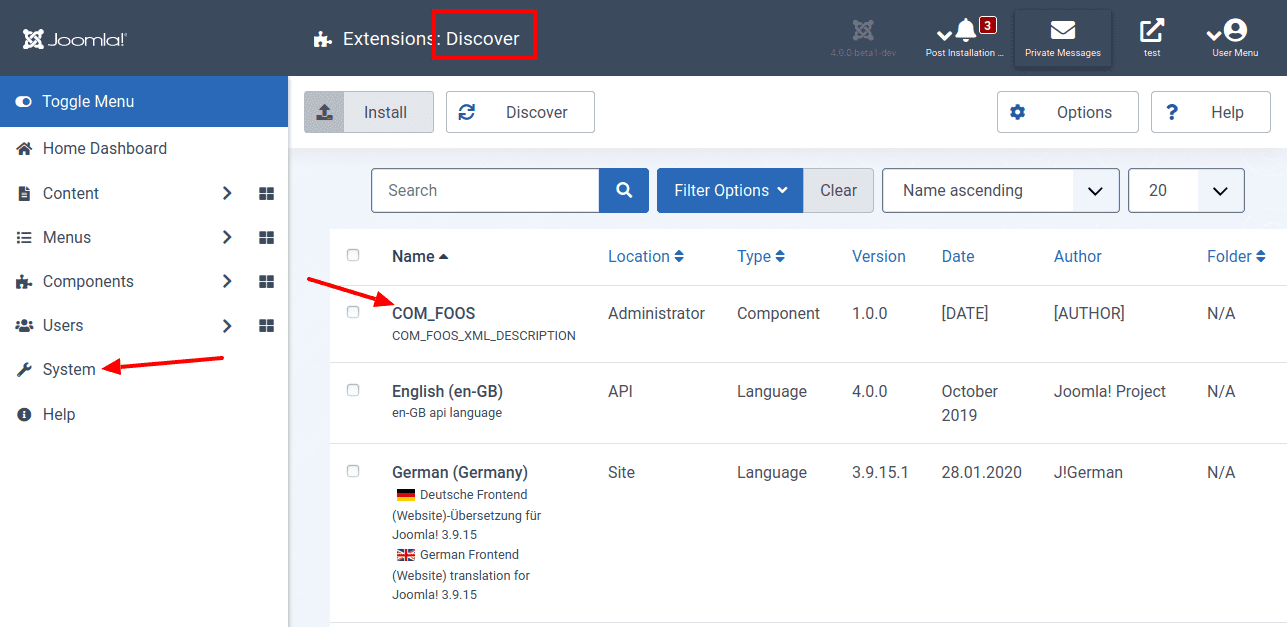 Joomla!
Extensions: Discover
4.0.0 beta1-dev
3
Post Installation ...
Private Messages
test
User Menu
Toggle Menu
Home Dashboard
Content
Menus
Components
Users
System
Help
Install
Discover
Options
? Help
Search
Filter Options
Clear
Name ascending
20
Name Location Type Version Date Author Folder
COM_FOOS Administrator Component 1.0.0 [DATE] [AUTHOR] N/A
COM_FOOS_XML_DESCRIPTION
English (en-GB) API Language 4.0.0 October Joomla! Project N/A
en-GB api language 2019
German (Germany) Site Language 3.9.15.1 28.01.2020 J!German N/A
Deutsche Frontend
(Website)-Übersetzung für
Joomla! 3.9.15
German Frontend
(Website) translation for
Joomla! 3.9.15